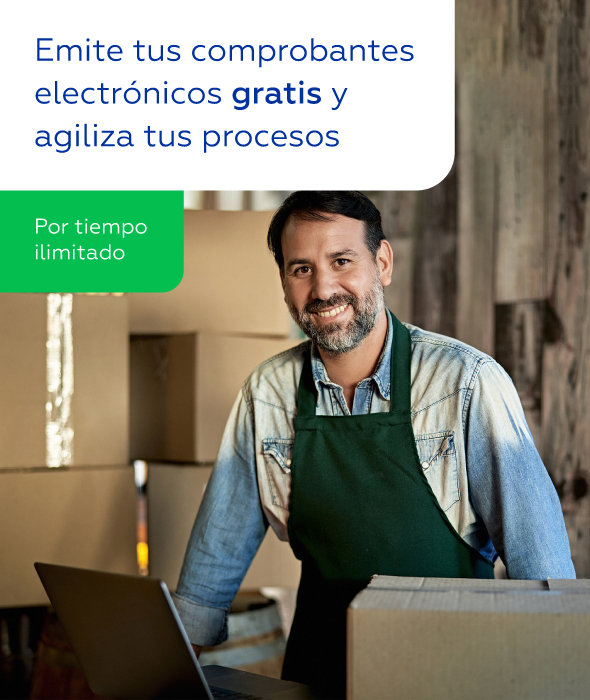 Emite tus comprobantes
electrónicos gratis y
agiliza tus procesos
Por tiempo
ilimitado